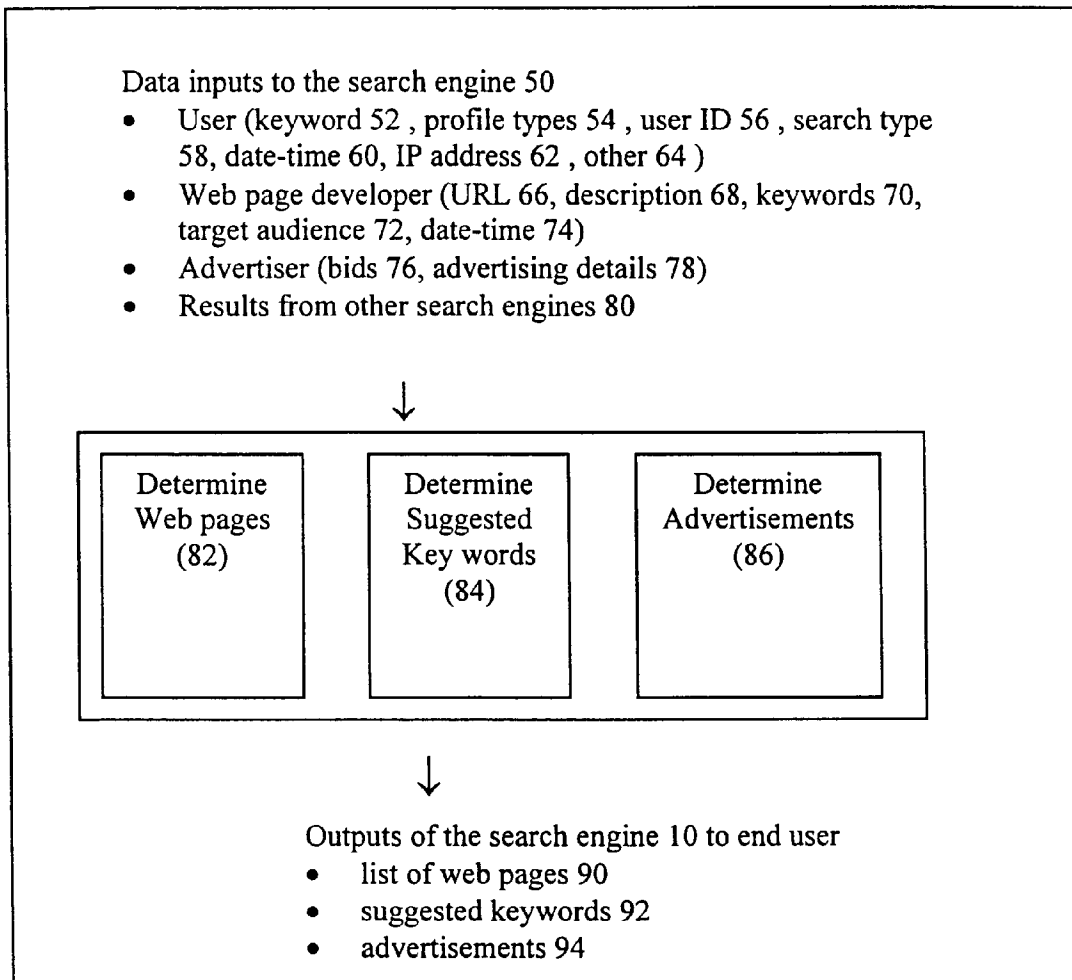 Data inputs to the search engine 50
• User (keyword 52 , profile types 54 , user ID 56 , search type
58, date-time 60, IP address 62 , other 64 )
• Web page developer (URL 66, description 68, keywords 70,
target audience 72, date-time 74)
• Advertiser (bids 76, advertising details 78)
• Results from other search engines 80
↓
Determine
Web pages
(82)
Determine
Suggested
Key words
(84)
Determine
Advertisements
(86)
↓
Outputs of the search engine 10 to end user
• list of web pages 90
• suggested keywords 92
• advertisements 94